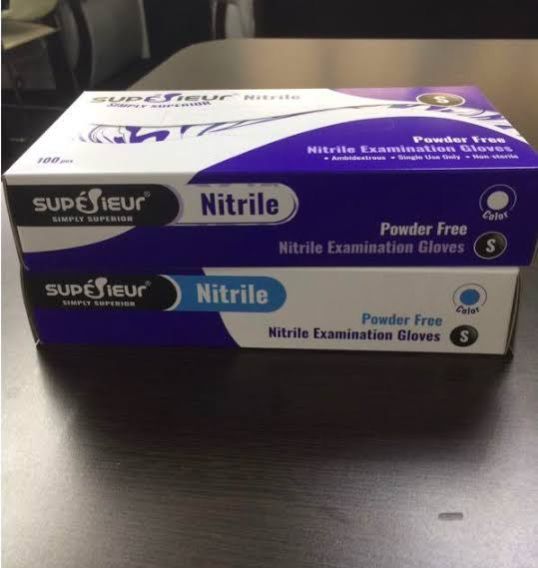 SUPÉRIEUR Nitrile
SIMPLY SUPERIOR
S
Powder Free
Nitrile Examination Gloves
• Ambidextrous • Single Use Only • Non-sterile
100 pcs
SUPÉRIEUR® Nitrile
SIMPLY SUPERIOR
Color
Powder Free
Nitrile Examination Gloves S
SUPÉRIEUR® Nitrile
SIMPLY SUPERIOR
Color
Powder Free
Nitrile Examination Gloves S